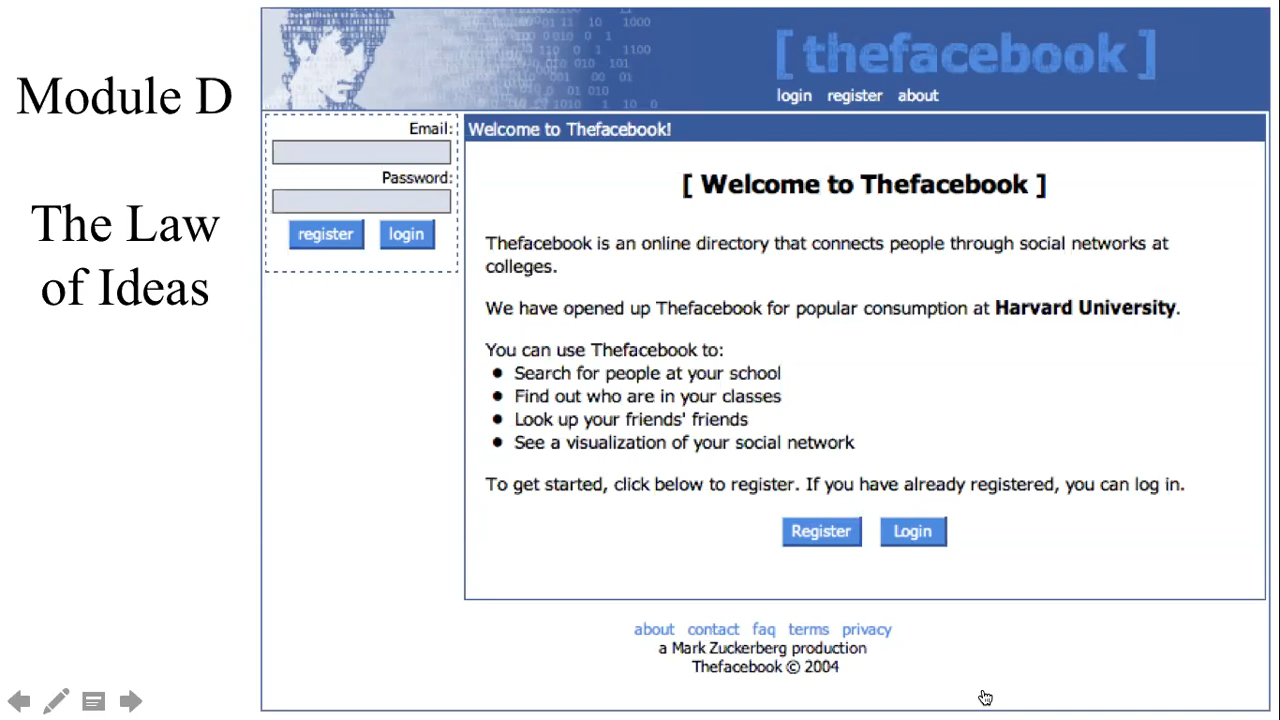 Module D
The Law
of Ideas
[ thefacebook ]
login register about
Email:
Password:
register login
Welcome to Thefacebook!
[ Welcome to Thefacebook ]
Thefacebook is an online directory that connects people through social networks at
colleges.
We have opened up Thefacebook for popular consumption at Harvard University.
You can use Thefacebook to:
● Search for people at your school
● Find out who are in your classes
● Look up your friends' friends
● See a visualization of your social network
To get started, click below to register. If you have already registered, you can log in.
Register Login
about contact faq terms privacy
a Mark Zuckerberg production
Thefacebook © 2004